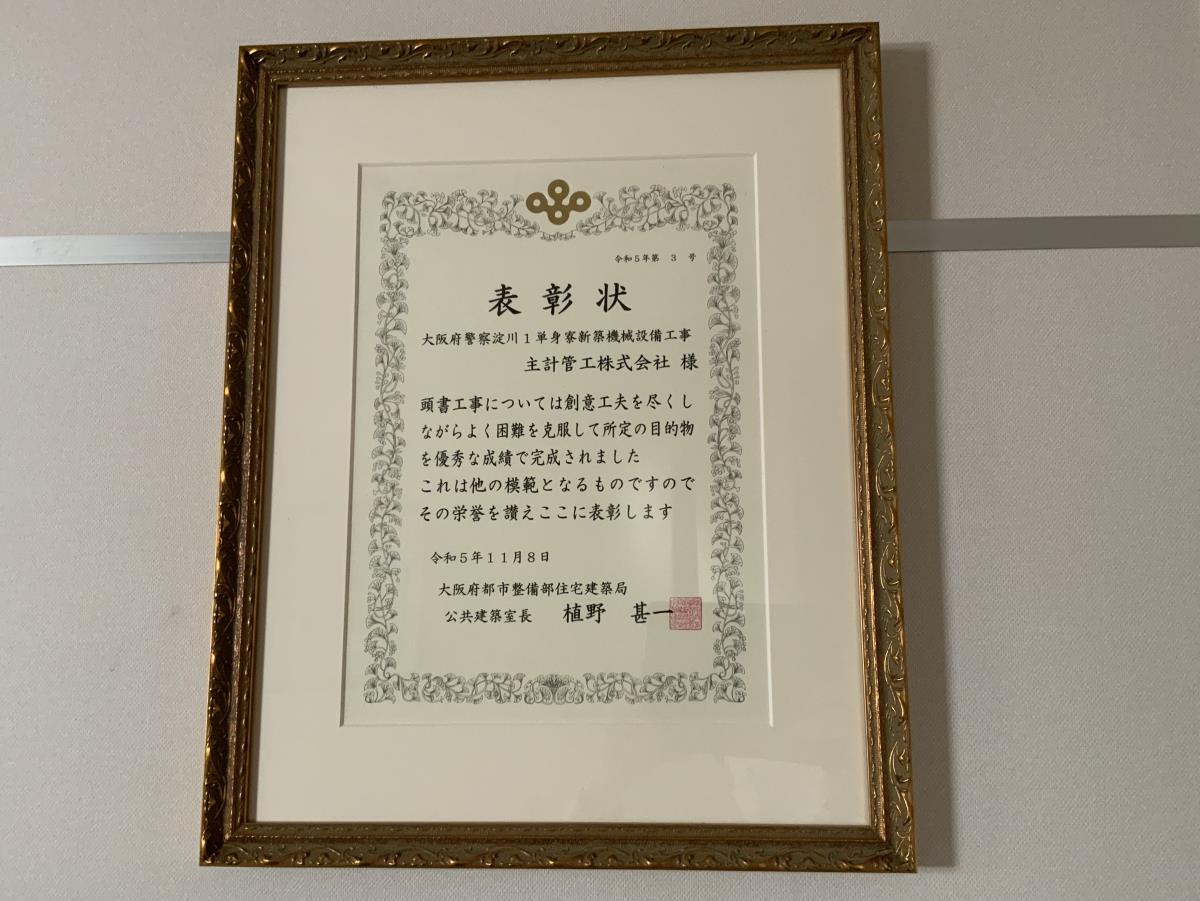 令和5年第 3 号
表彰状
大阪府警察淀川1単身寮新築機械設備工事
主計管工株式会社 様
頭書工事については創意工夫を尽くし
ながらよく困難を克服して所定の目的物
を優秀な成績で完成されました
これは他の模範となるものですので
その栄誉を讃えここに表彰します
令和5年11月8日
大阪府都市整備部住宅建築局
公共建築室長 植野 甚一